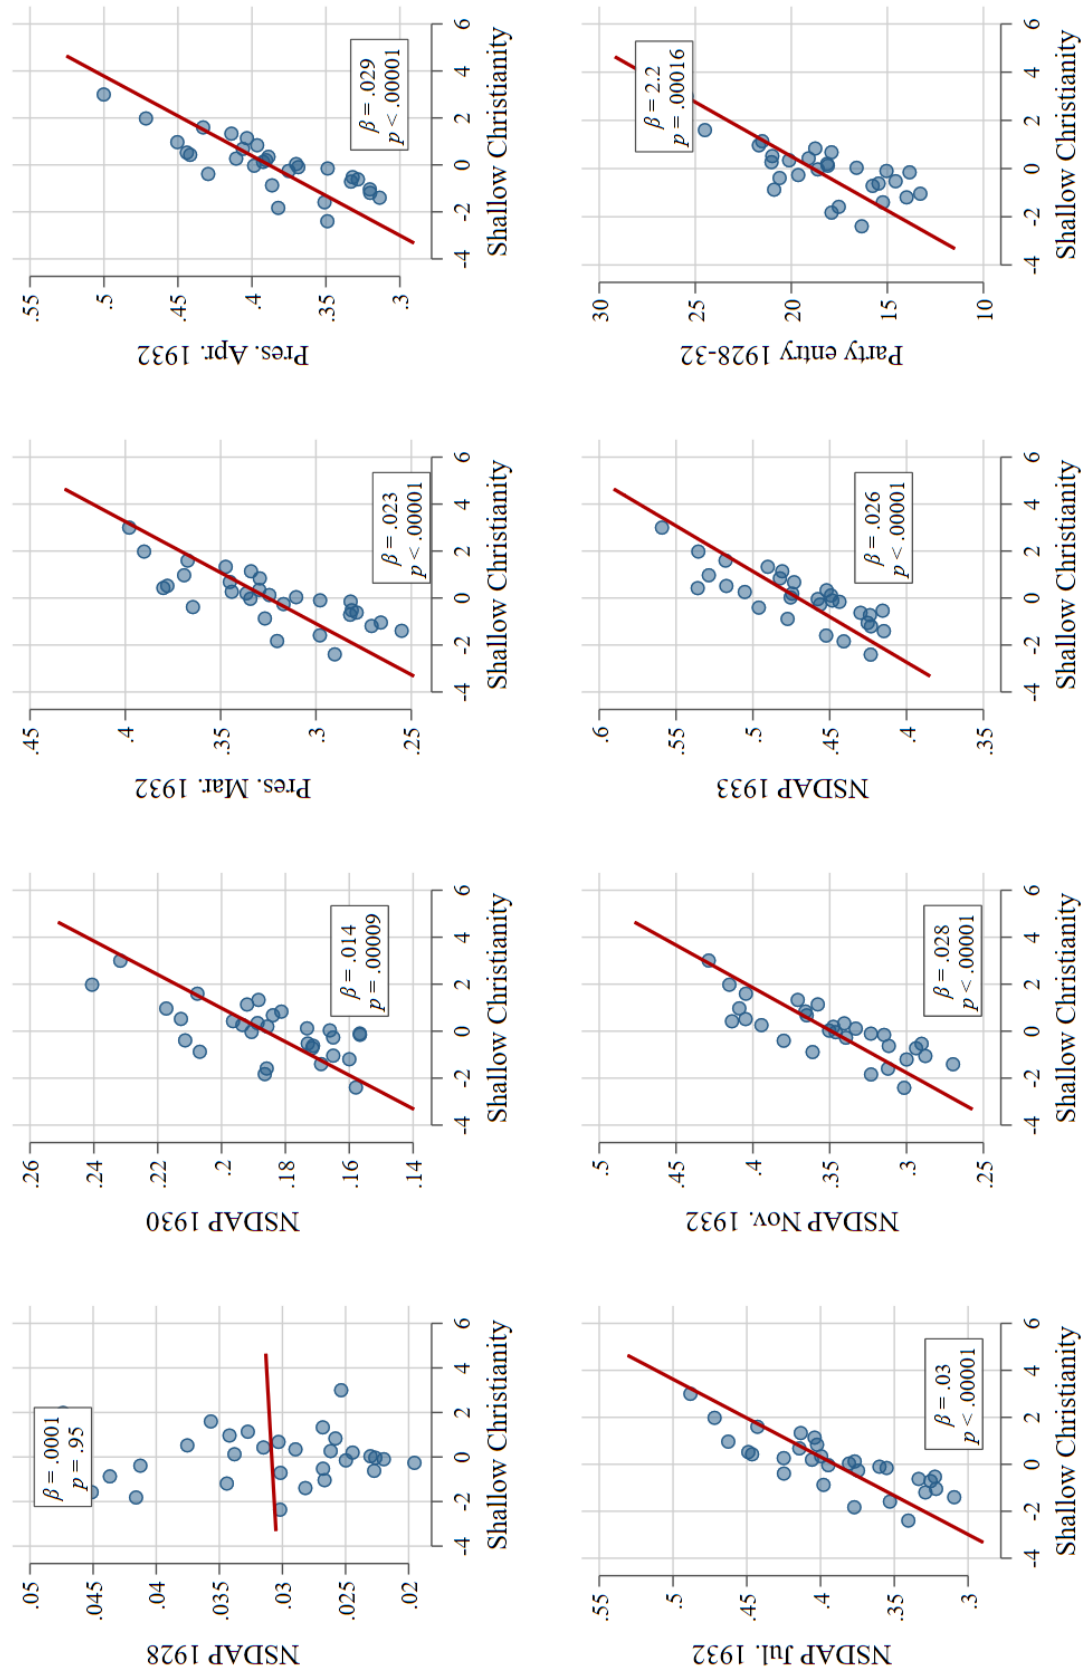 NSDAP 1928
.05
.045
.04
.035
.03
.025
.02
β = .0001
p = .95
-4 -2 0 2 4 6
Shallow Christianity
NSDAP 1930
.26
.24
.22
.2
.18
.16
.14
β = .014
p = .00009
-4 -2 0 2 4 6
Shallow Christianity
Pres. Mar. 1932
.45
.4
.35
.3
.25
β = .023
p < .00001
-4 -2 0 2 4 6
Shallow Christianity
Pres. Apr. 1932
.55
.5
.45
.4
.35
.3
β = .029
p < .00001
-4 -2 0 2 4 6
Shallow Christianity
NSDAP Jul. 1932
.55
.5
.45
.4
.35
.3
β = .03
p < .00001
-4 -2 0 2 4 6
Shallow Christianity
NSDAP Nov. 1932
.5
.45
.4
.35
.3
.25
β = .028
p < .00001
-4 -2 0 2 4 6
Shallow Christianity
NSDAP 1933
.6
.55
.5
.45
.4
.35
β = .026
p < .00001
-4 -2 0 2 4 6
Shallow Christianity
Party entry 1928-32
30
25
20
15
10
β = 2.2
p = .00016
-4 -2 0 2 4 6
Shallow Christianity